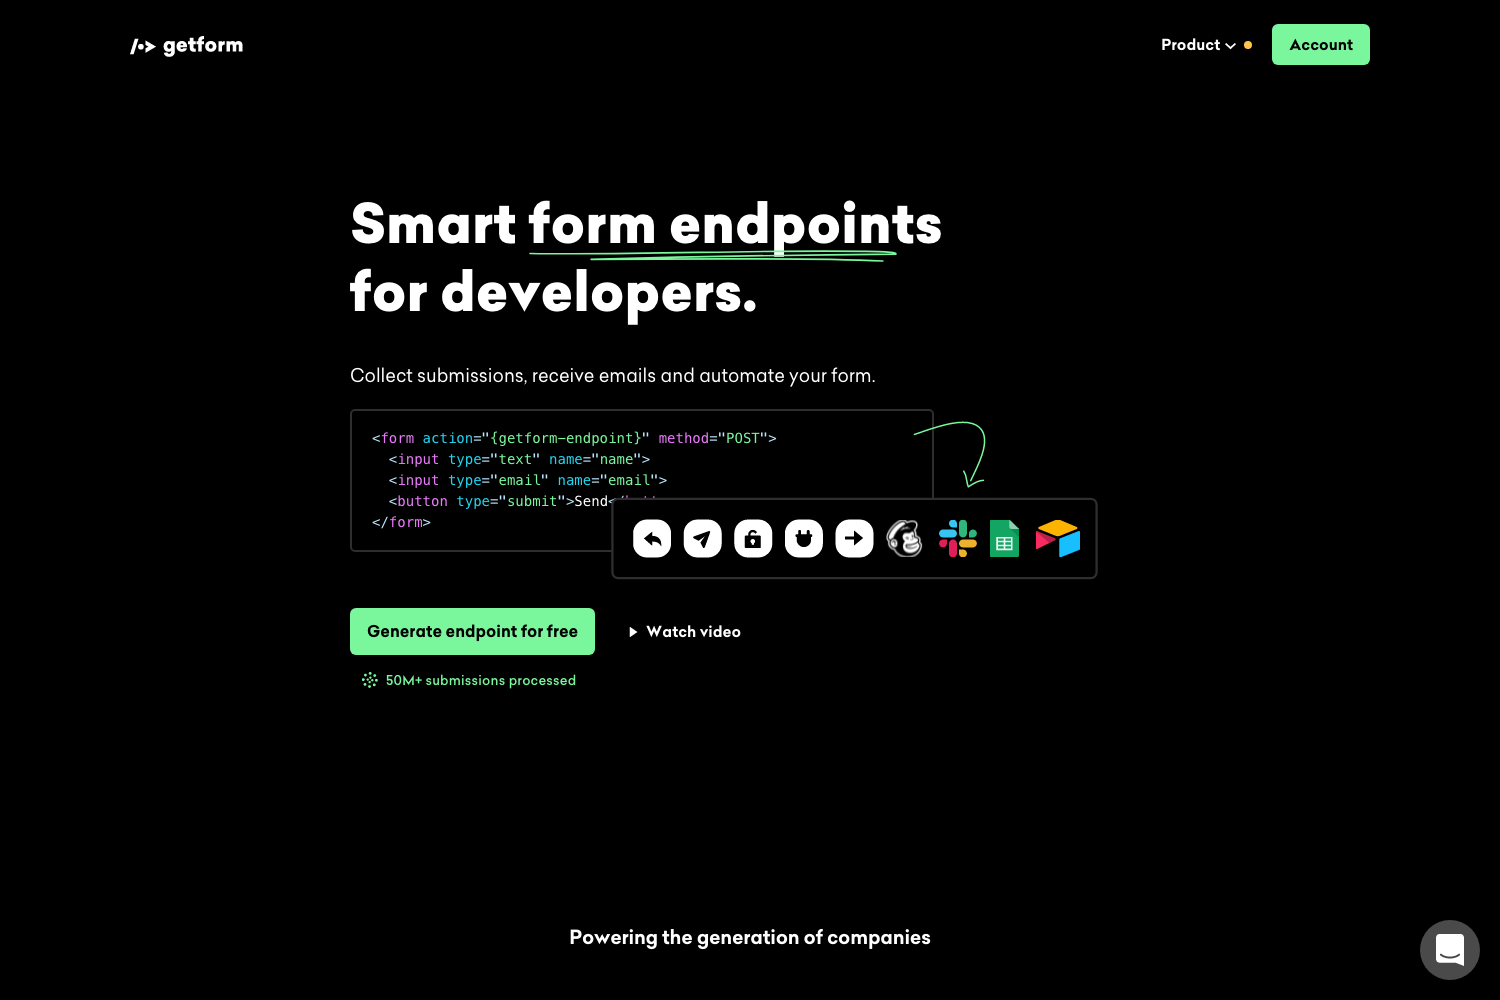 getform
Product
Account
Smart form endpoints
for developers.
Collect submissions, receive emails and automate your form.
<form action="{getform-endpoint}" method="POST">
<input type="text" name="name">
<input type="email" name="email">
<button type="submit">Send
</form>
Generate endpoint for free
Watch video
50M+ submissions processed
Powering the generation of companies